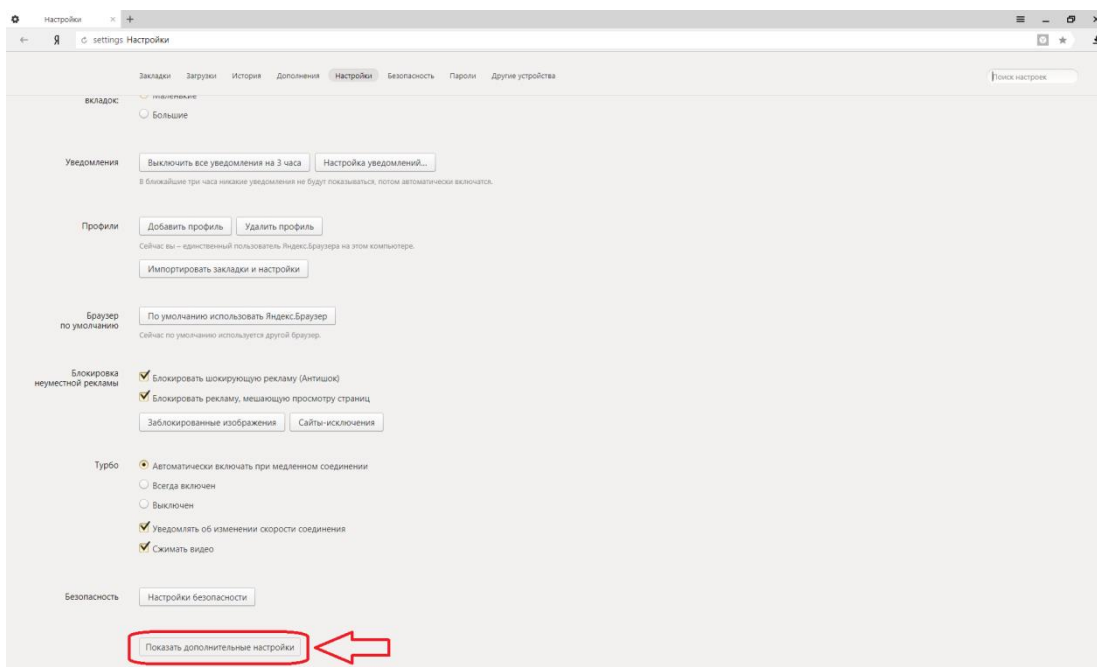 Настройки
settings Настройки
Закладки Загрузки История Дополнения Настройки Безопасность Пароли Другие устройства Поиск настроек
вкладок: Маленькие
Большие
Уведомления Выключить все уведомления на 3 часа Настройка уведомлений...
В ближайшие три часа никакие уведомления не будут показываться, потом автоматически включатся.
Профили Добавить профиль Удалить профиль
Сейчас вы – единственный пользователь Яндекс.Браузера на этом компьютере.
Импортировать закладки и настройки
Браузер
по умолчанию
По умолчанию использовать Яндекс.Браузер
Сейчас по умолчанию используется другой браузер.
Блокировка
неуместной рекламы
Блокировать шокирующую рекламу (Антишок)
Блокировать рекламу, мешающую просмотру страниц
Заблокированные изображения Сайты-исключения
Турбо Автоматически включать при медленном соединении
Всегда включен
Выключен
Уведомлять об изменении скорости соединения
Сжимать видео
Безопасность Настройки безопасности
Показать дополнительные настройки